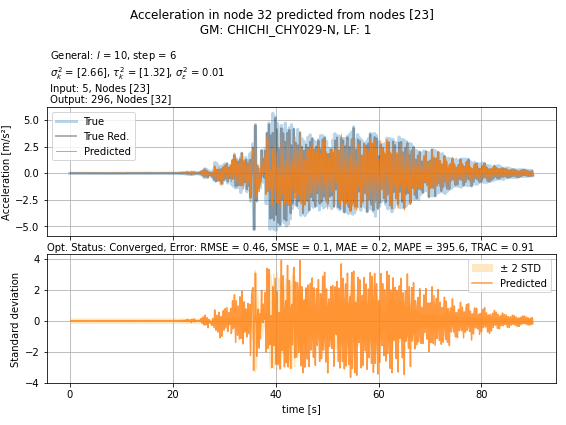 Acceleration in node 32 predicted from nodes [23]
GM: CHICHI_CHY029-N, LF: 1
General: l = 10, step = 6
σ²ₖ = [2.66], τ²ₖ = [1.32], σ²ε = 0.01
Input: 5, Nodes [23]
Output: 296, Nodes [32]
True
True Red.
Predicted
Acceleration [m/s²]
5.0
2.5
0.0
−2.5
−5.0
Opt. Status: Converged, Error: RMSE = 0.46, SMSE = 0.1, MAE = 0.2, MAPE = 395.6, TRAC = 0.91
± 2 STD
Predicted
Standard deviation
4
2
0
−2
−4
0 20 40 60 80
time [s]